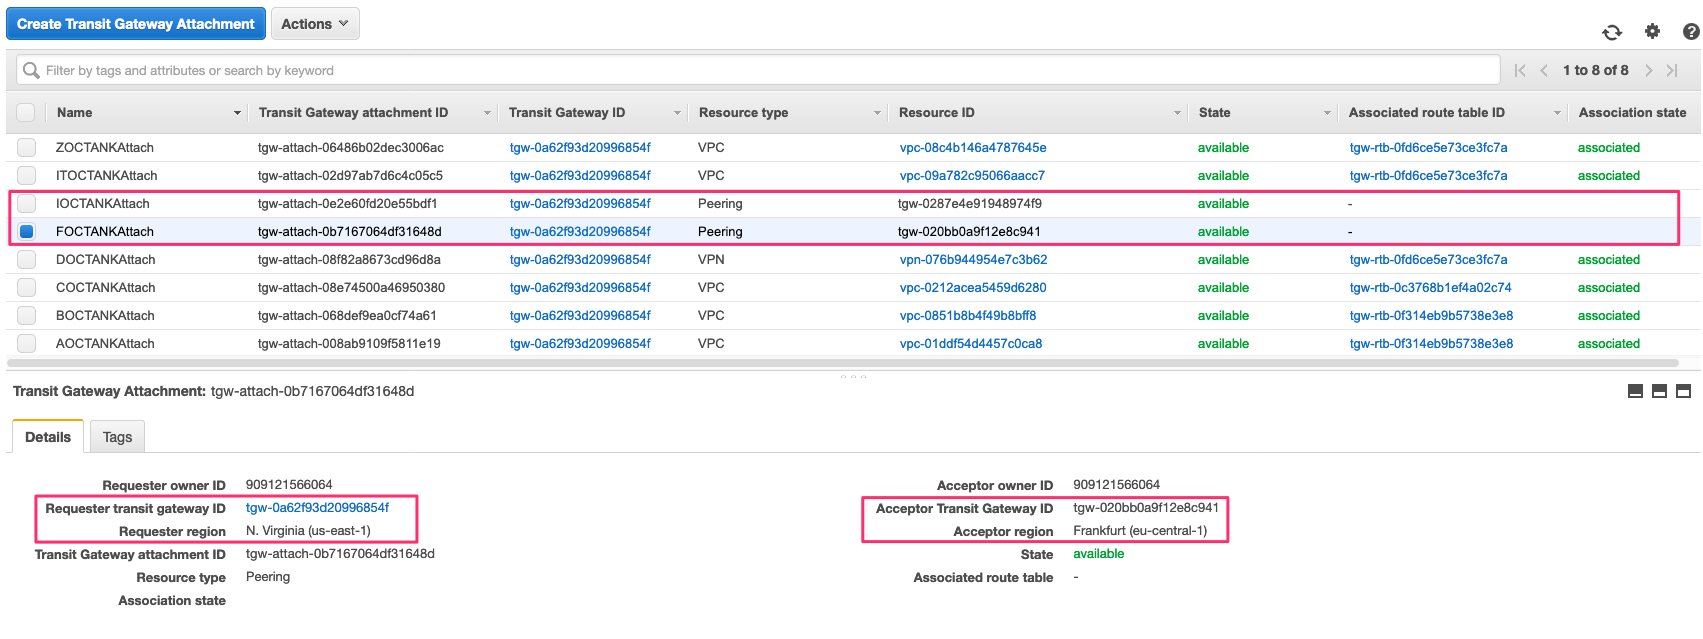 Create Transit Gateway Attachment Actions
Filter by tags and attributes or search by keyword 1 to 8 of 8
Name Transit Gateway attachment ID Transit Gateway ID Resource type Resource ID State Associated route table ID Association state
ZOCTANKAttach tgw-attach-06486b02dec3006ac tgw-0a62f93d20996854f VPC vpc-08c4b146a4787645e available tgw-rtb-0fd6ce5e73ce3fc7a associated
ITOCTANKAttach tgw-attach-02d97ab7d6c4c05c5 tgw-0a62f93d20996854f VPC vpc-09a782c95066aacc7 available tgw-rtb-0fd6ce5e73ce3fc7a associated
IOCTANKAttach tgw-attach-0e2e60fd20e55bdf1 tgw-0a62f93d20996854f Peering tgw-0287e4e91948974f9 available -
FOCTANKAttach tgw-attach-0b7167064df31648d tgw-0a62f93d20996854f Peering tgw-020bb0a9f12e8c941 available -
DOCTANKAttach tgw-attach-08f82a8673cd96d8a tgw-0a62f93d20996854f VPN vpn-076b944954e7c3b62 available tgw-rtb-0fd6ce5e73ce3fc7a associated
COCTANKAttach tgw-attach-08e74500a46950380 tgw-0a62f93d20996854f VPC vpc-0212acea5459d6280 available tgw-rtb-0c3768b1ef4a02c74 associated
BOCTANKAttach tgw-attach-068def9ea0cf74a61 tgw-0a62f93d20996854f VPC vpc-0851b8b4f49b8bff8 available tgw-rtb-0f314eb9b5738e3e8 associated
AOCTANKAttach tgw-attach-008ab9109f5811e19 tgw-0a62f93d20996854f VPC vpc-01ddf54d4457c0ca8 available tgw-rtb-0f314eb9b5738e3e8 associated
Transit Gateway Attachment: tgw-attach-0b7167064df31648d
Details Tags
Requester owner ID 909121566064 Acceptor owner ID 909121566064
Requester transit gateway ID tgw-0a62f93d20996854f Acceptor Transit Gateway ID tgw-020bb0a9f12e8c941
Requester region N. Virginia (us-east-1) Acceptor region Frankfurt (eu-central-1)
Transit Gateway attachment ID tgw-attach-0b7167064df31648d State available
Resource type Peering Associated route table -
Association state